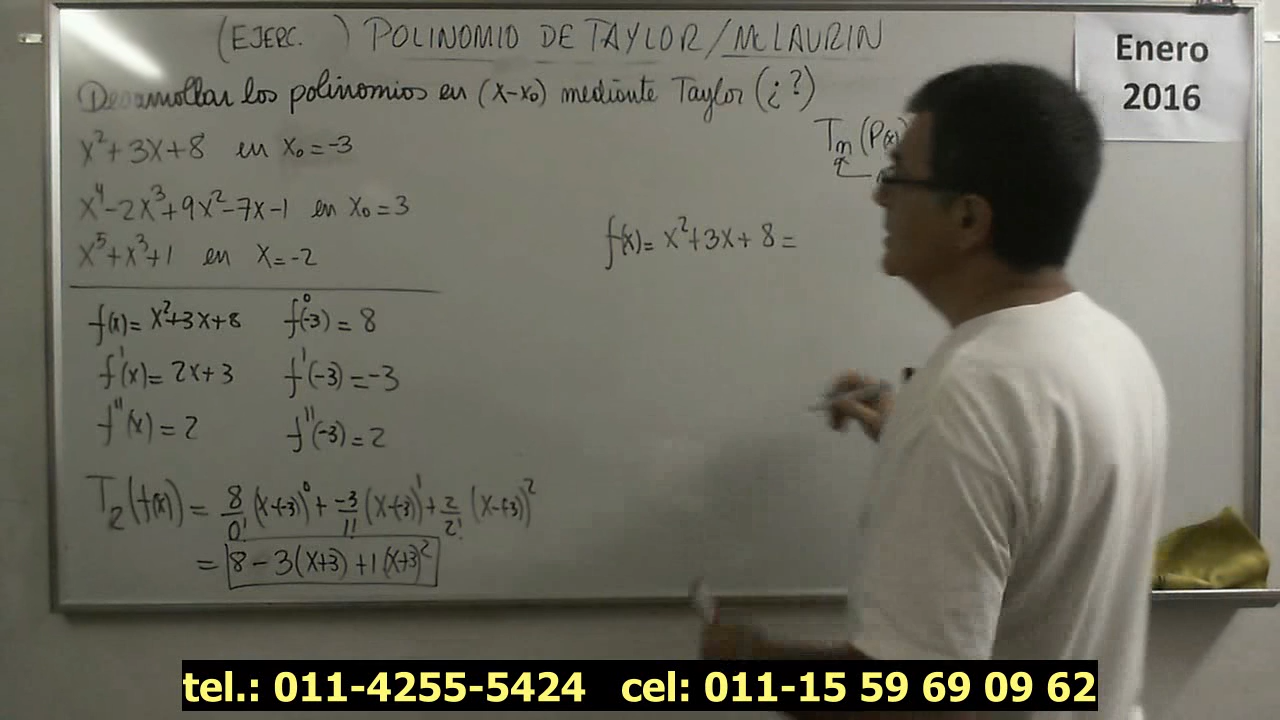 (EJERC. ) POLINOMIO DE TAYLOR/MCLAURIN
Desarrollar los polinomios en (x-x₀) mediante Taylor (¿?)
x²+3x+8 en x₀=-3
x⁴-2x³+9x²-7x-1 en x₀=3
x⁵+x³+1 en x=-2
f(x)=x²+3x+8 f⁰(-3)=8
f'(x)=2x+3 f'(-3)=-3
f''(x)=2 f''(-3)=2
T₂(f(x))= 8/0! (x-(-3))⁰+ -3/1! (x-(-3))¹+ 2/2! (x-(-3))²
= 8-3(x+3)+1(x+3)²
Tₙ(P(x)
f(x)=x²+3x+8=
Enero
2016
tel.: 011-4255-5424 cel: 011-15 59 69 09 62